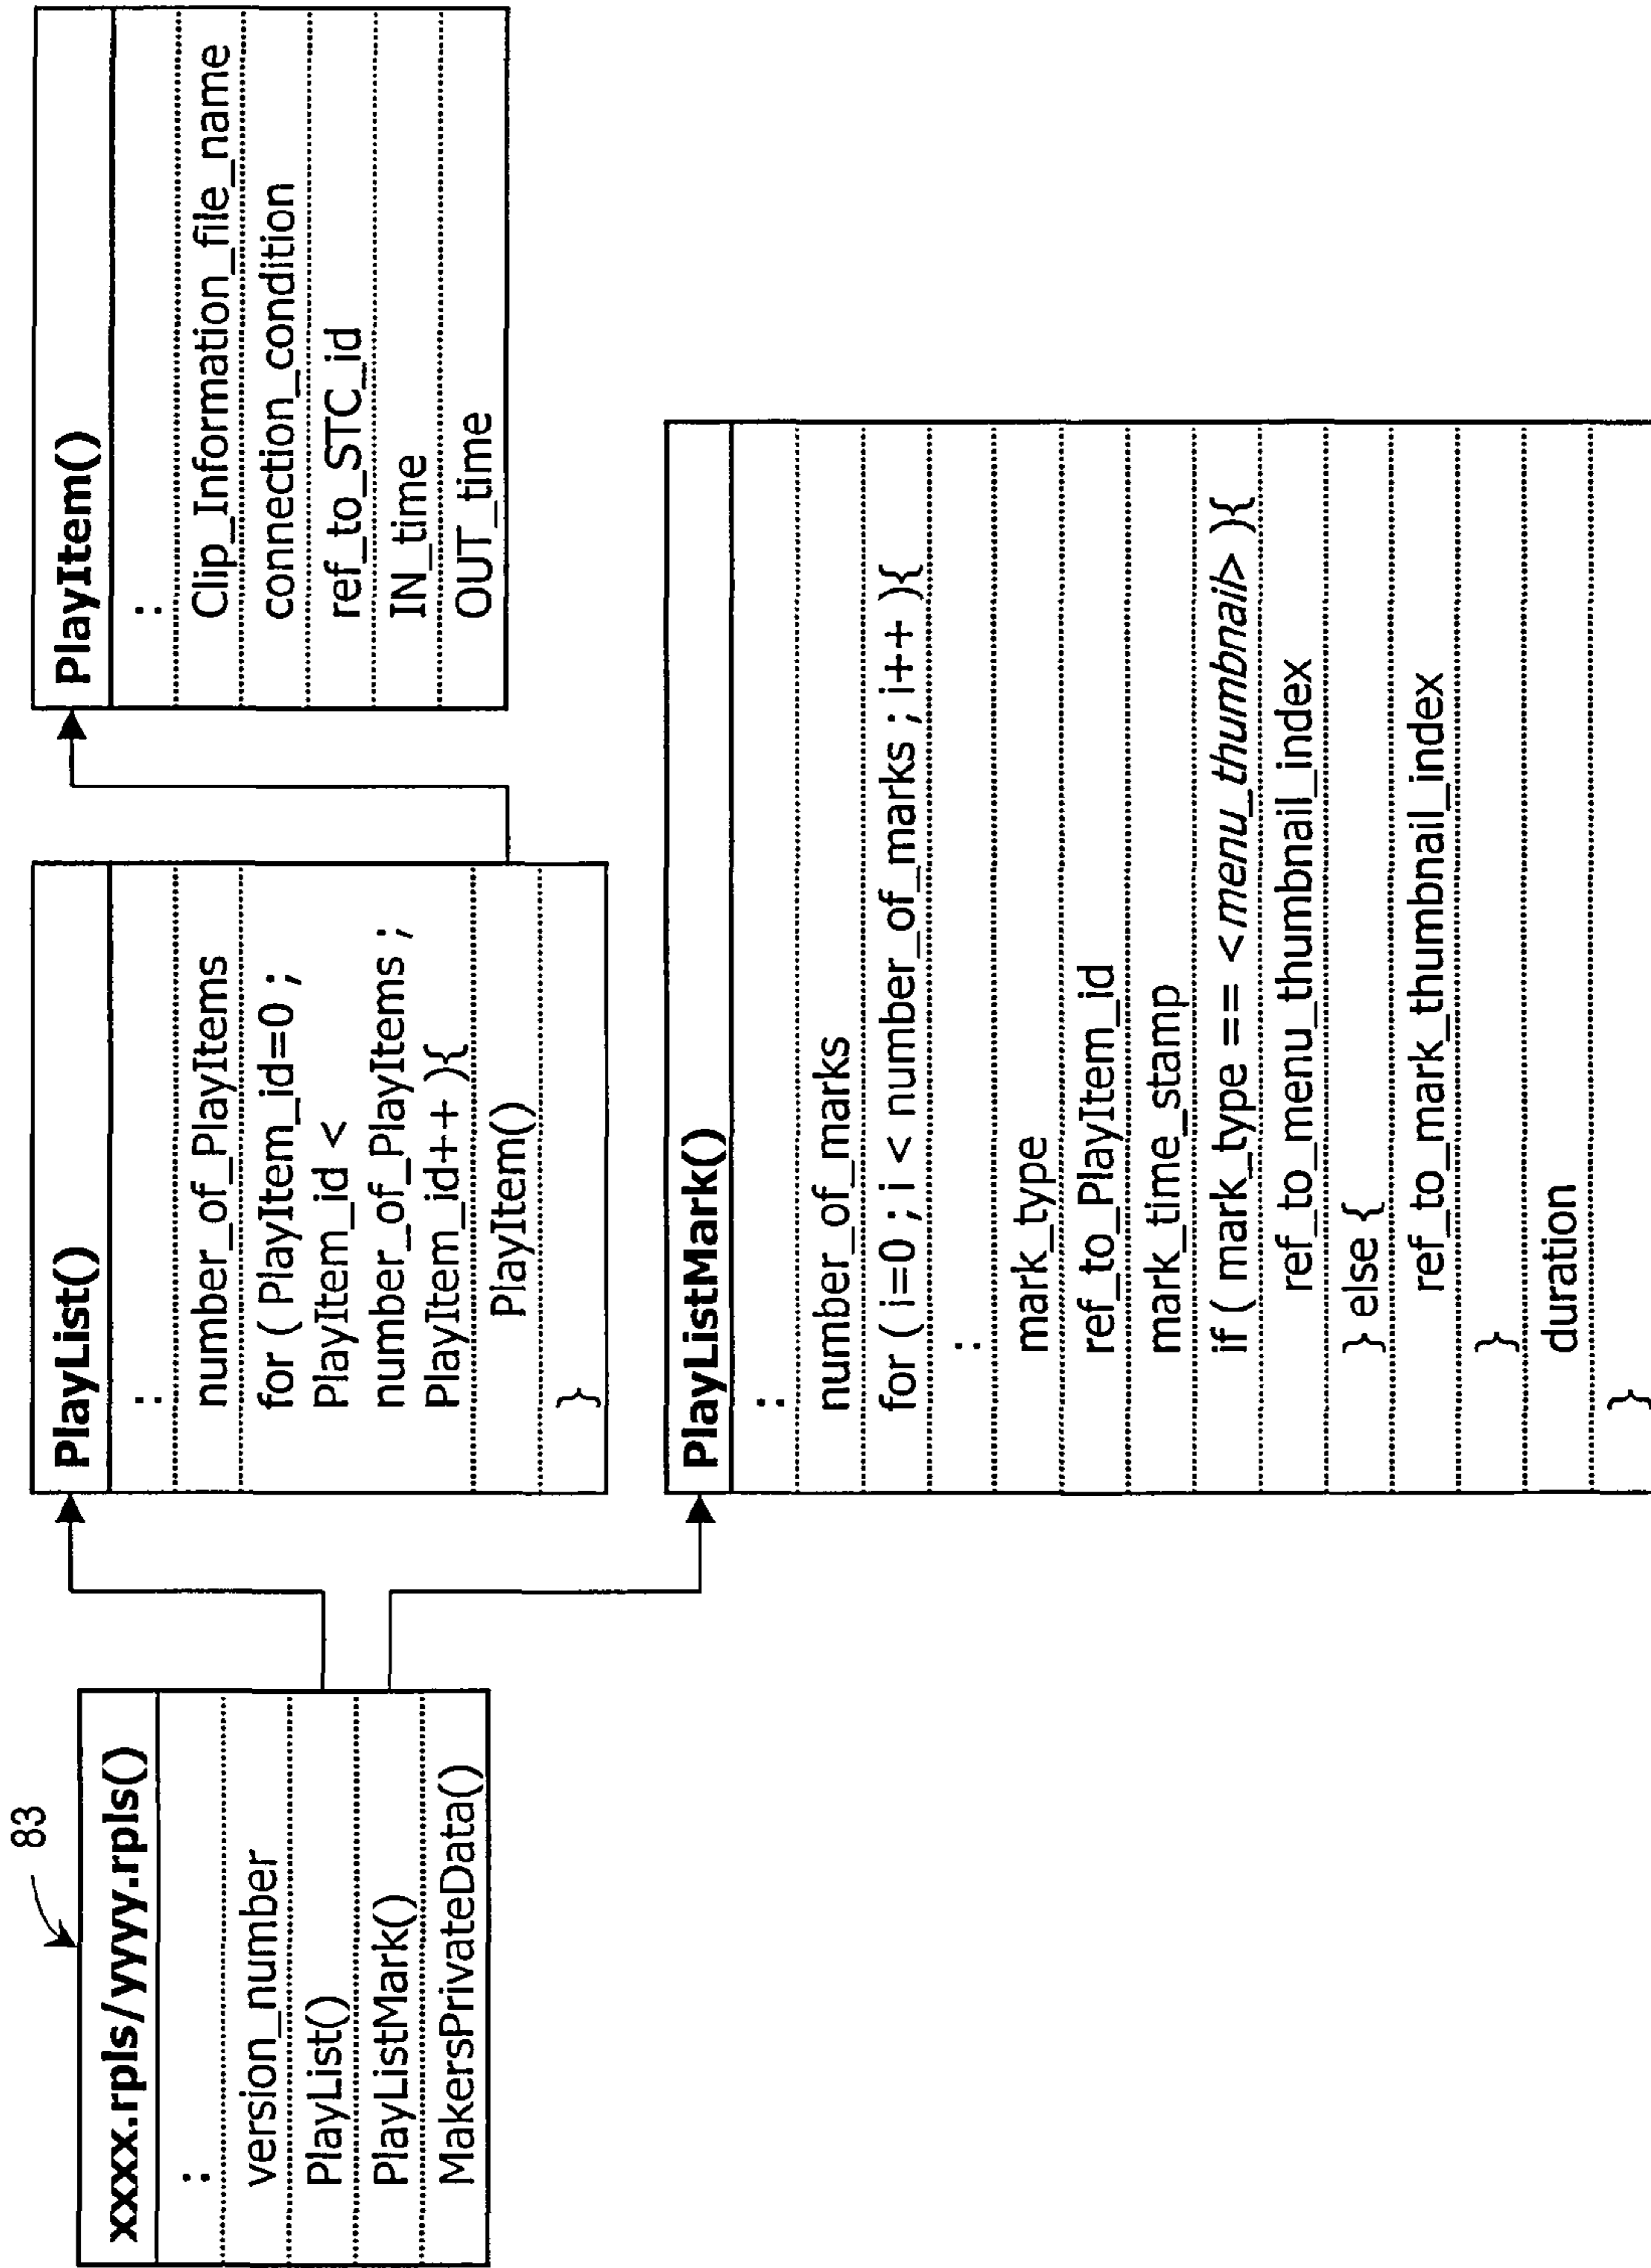 83
xxxx.rpls/yyyy.rpls()
:
version_number
PlayList()
PlayListMark()
MakersPrivateData()
PlayList()
:
number_of_PlayItems
for ( PlayItem_id=0 ;
PlayItem_id <
number_of_PlayItems ;
PlayItem_id++ ){
PlayItem()
}
PlayItem()
:
Clip_Information_file_name
connection_condition
ref_to_STC_id
IN_time
OUT_time
PlayListMark()
:
number_of_marks
for ( i=0 ; i < number_of_marks ; i++ ){
:
mark_type
ref_to_PlayItem_id
mark_time_stamp
if ( mark_type == <menu_thumbnail> ){
ref_to_menu_thumbnail_index
} else {
ref_to_mark_thumbnail_index
}
duration
}